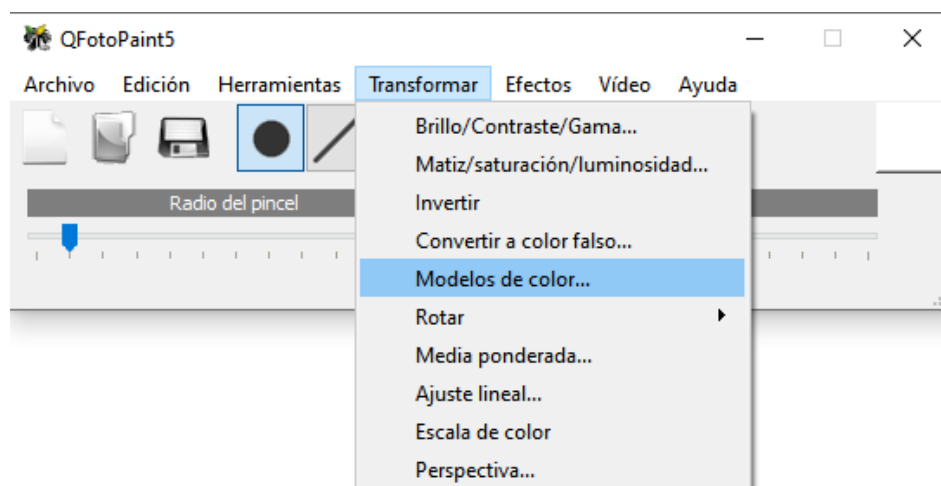 QFotoPaint5
Archivo Edición Herramientas Transformar Efectos Vídeo Ayuda
Brillo/Contraste/Gama...
Matiz/saturación/luminosidad...
Radio del pincel
Invertir
Convertir a color falso...
Modelos de color...
Rotar
Media ponderada...
Ajuste lineal...
Escala de color
Perspectiva...